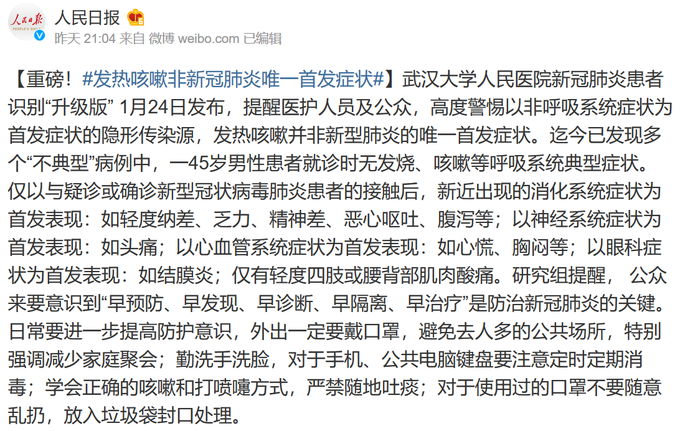 人民日报
人民日报
昨天 21:04 来自 微博 weibo.com 已编辑
【重磅！#发热咳嗽非新冠肺炎唯一首发症状#】武汉大学人民医院新冠肺炎患者
识别“升级版” 1月24日发布，提醒医护人员及公众，高度警惕以非呼吸系统症状为
首发症状的隐形传染源，发热咳嗽并非新型肺炎的唯一首发症状。迄今已发现多
个“不典型”病例中，一45岁男性患者就诊时无发烧、咳嗽等呼吸系统典型症状。
仅以与疑诊或确诊新型冠状病毒肺炎患者的接触后，新近出现的消化系统症状为
首发表现：如轻度纳差、乏力、精神差、恶心呕吐、腹泻等；以神经系统症状为
首发表现：如头痛；以心血管系统症状为首发表现：如心慌、胸闷等；以眼科症
状为首发表现：如结膜炎；仅有轻度四肢或腰背部肌肉酸痛。研究组提醒， 公众
来要意识到“早预防、早发现、早诊断、早隔离、早治疗”是防治新冠肺炎的关键。
日常要进一步提高防护意识，外出一定要戴口罩，避免去人多的公共场所，特别
强调减少家庭聚会；勤洗手洗脸，对于手机、公共电脑键盘要注意定时定期消
毒；学会正确的咳嗽和打喷嚏方式，严禁随地吐痰；对于使用过的口罩不要随意
乱扔，放入垃圾袋封口处理。